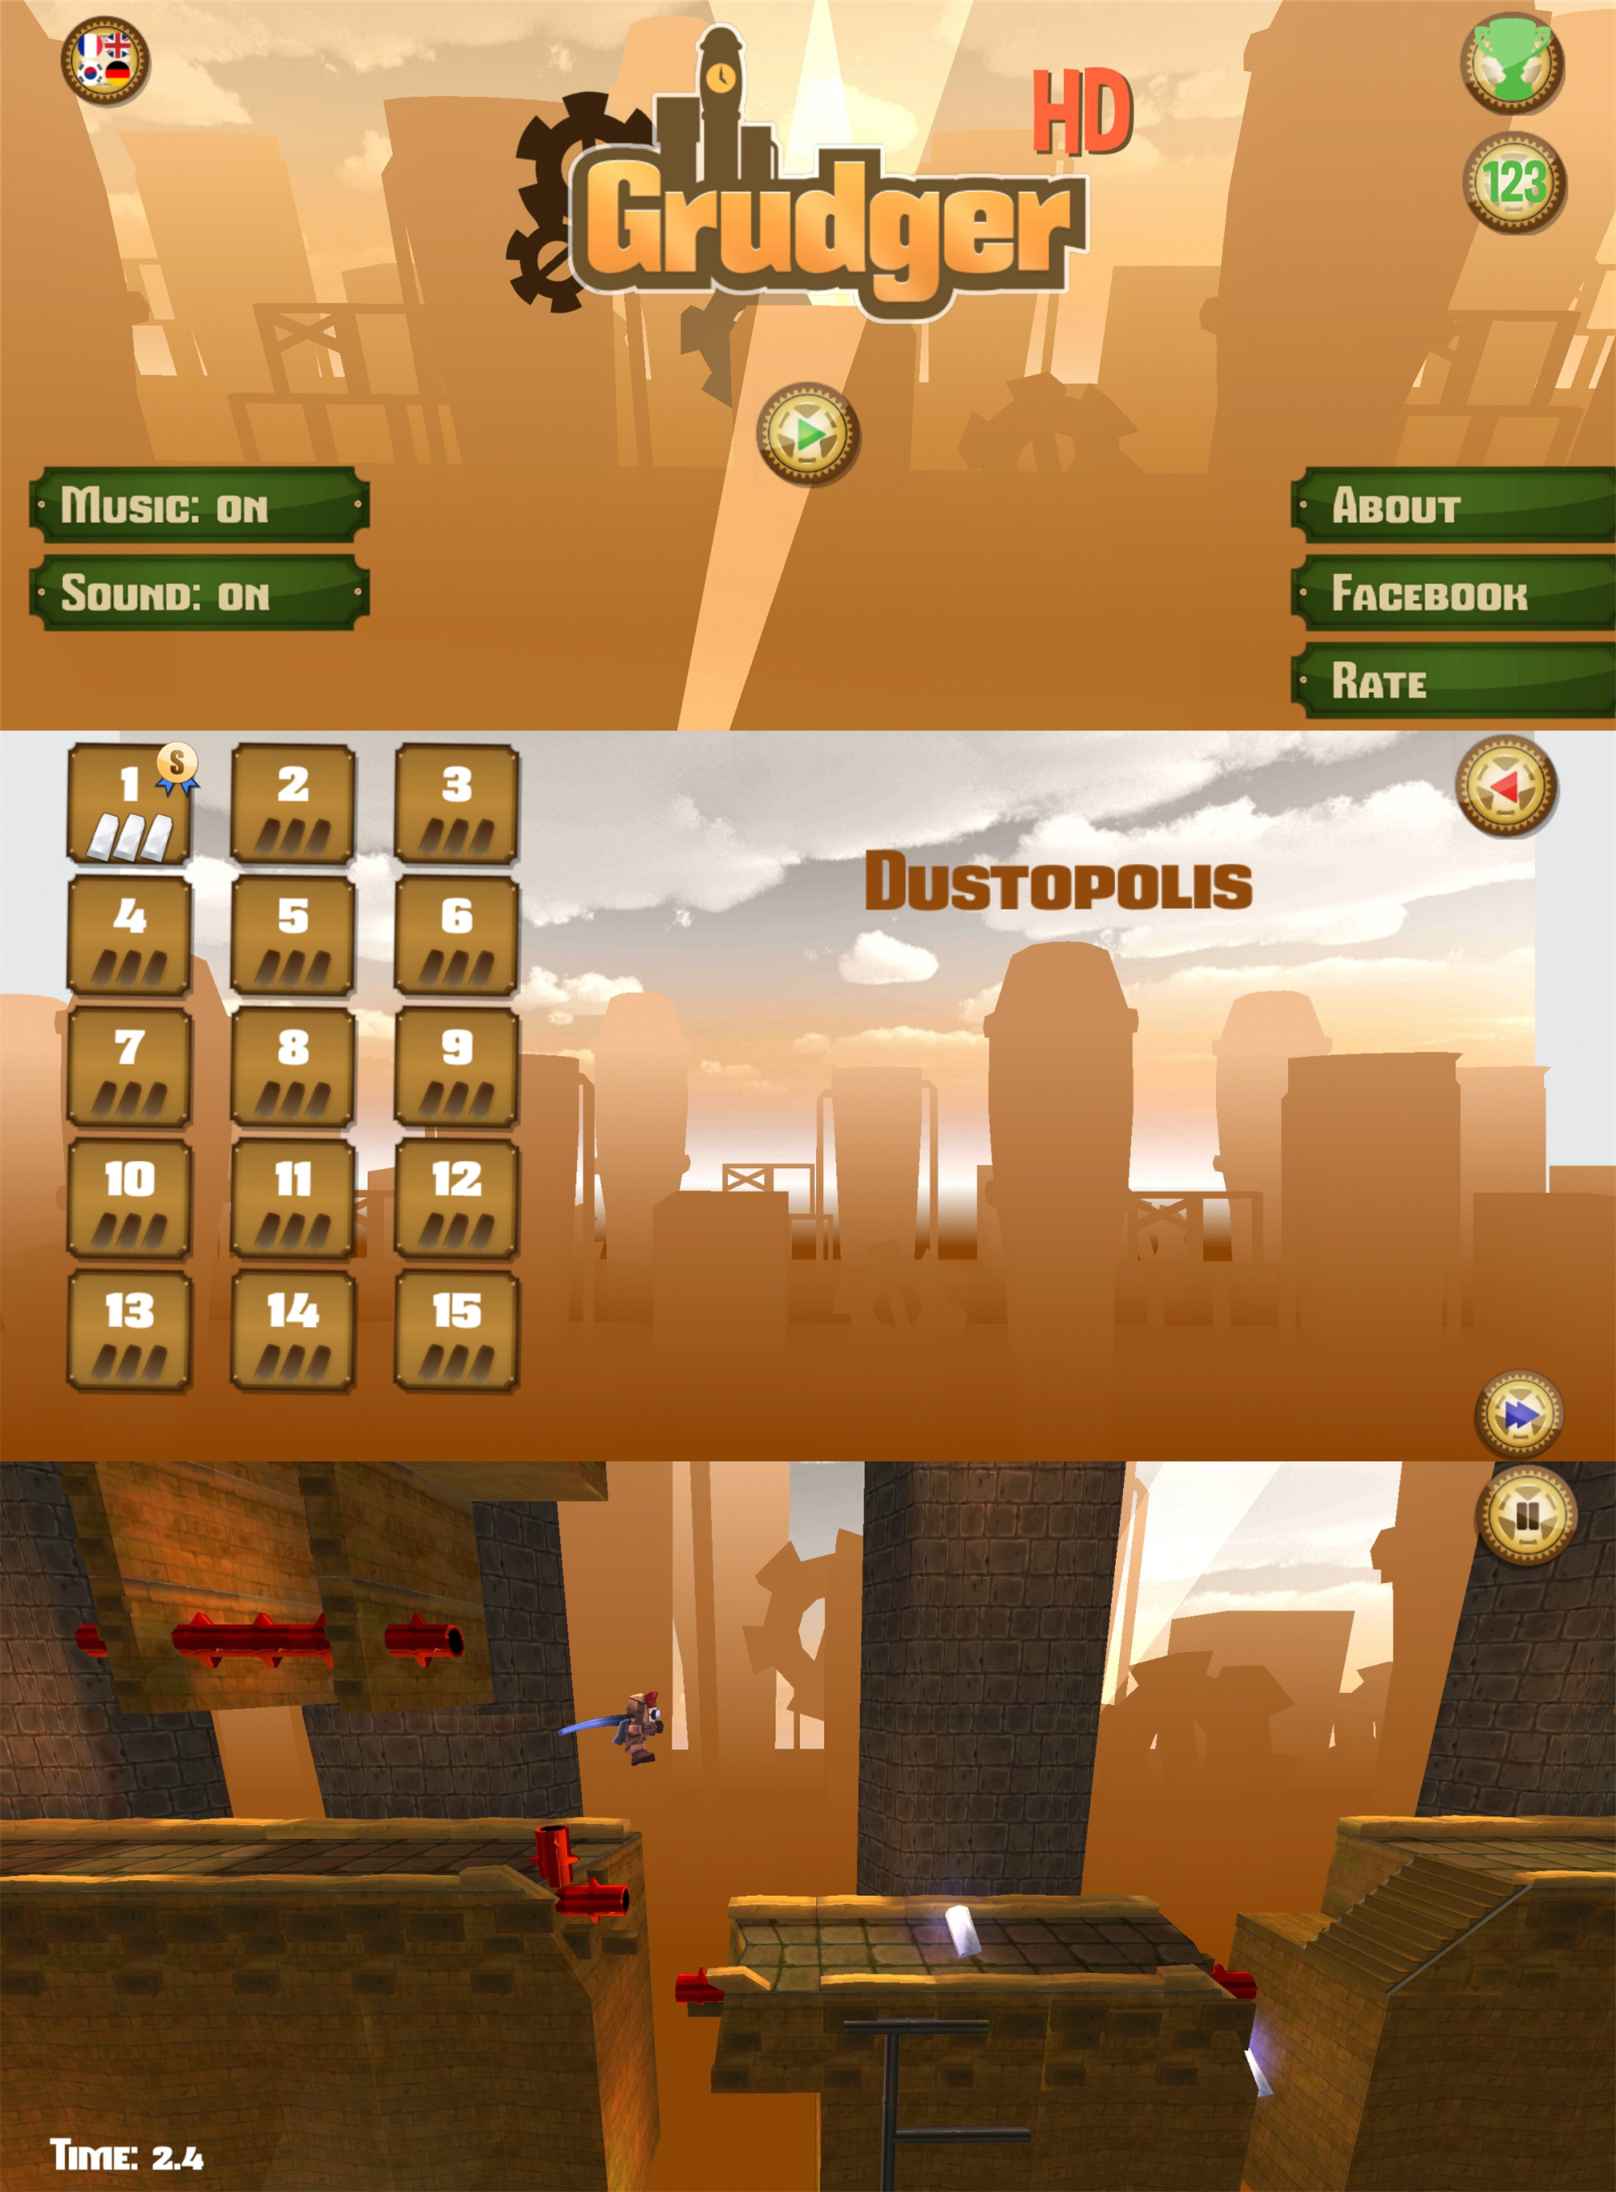 HD
Grudger
123
Music: on
Sound: on
About
Facebook
Rate
1 S 2 3
Dustopolis
4 5 6
7 8 9
10 11 12
13 14 15
Time: 2.4